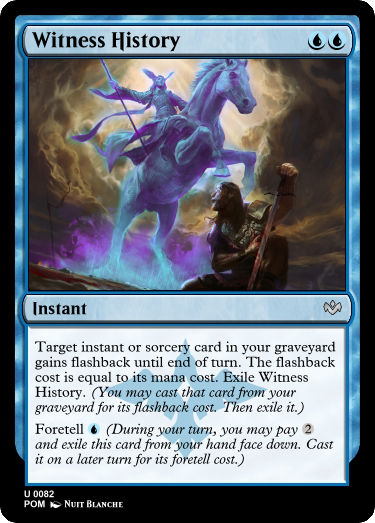 Witness History
Instant
Target instant or sorcery card in your graveyard
gains flashback until end of turn. The flashback
cost is equal to its mana cost. Exile Witness
History. (You may cast that card from your
graveyard for its flashback cost. Then exile it.)
Foretell (During your turn, you may pay 2
and exile this card from your hand face down. Cast
it on a later turn for its foretell cost.)
U 0082
POM Nuit Blanche